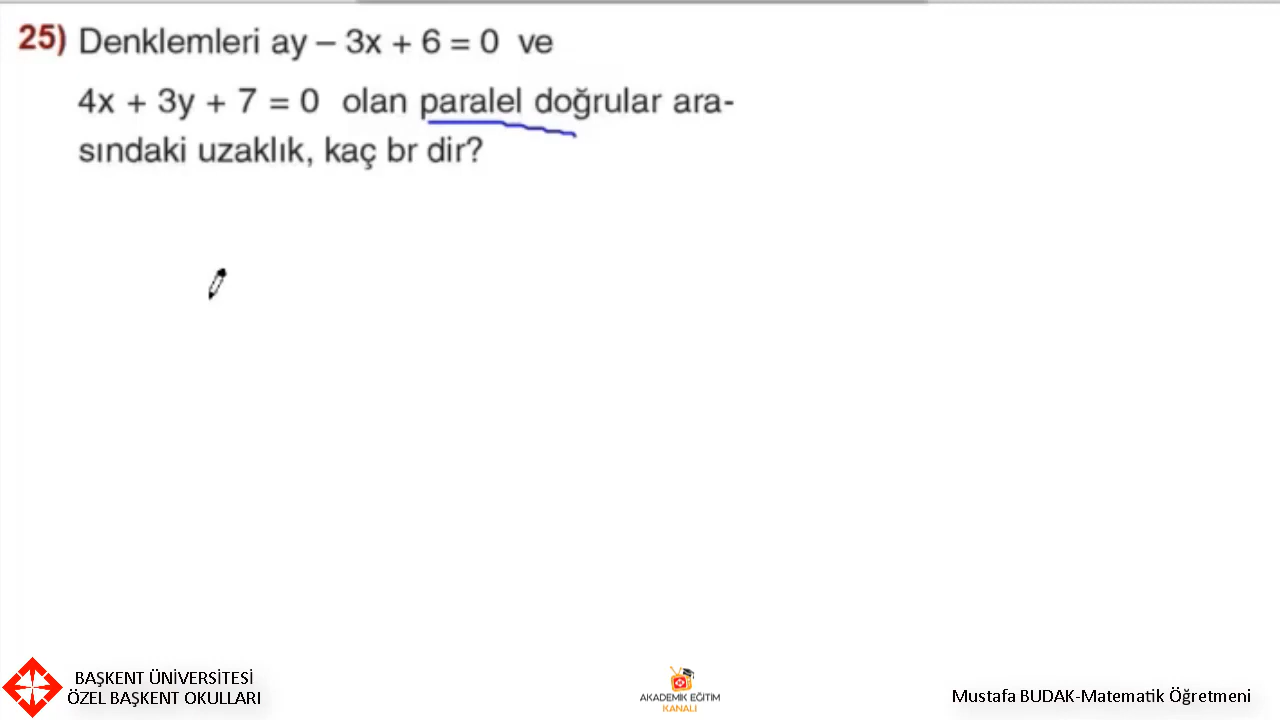 25) Denklemleri ay – 3x + 6 = 0 ve
4x + 3y + 7 = 0 olan paralel doğrular ara-
sındaki uzaklık, kaç br dir?
BAŞKENT ÜNİVERSİTESİ
ÖZEL BAŞKENT OKULLARI
AKADEMİK EĞİTİM
KANALI
Mustafa BUDAK-Matematik Öğretmeni